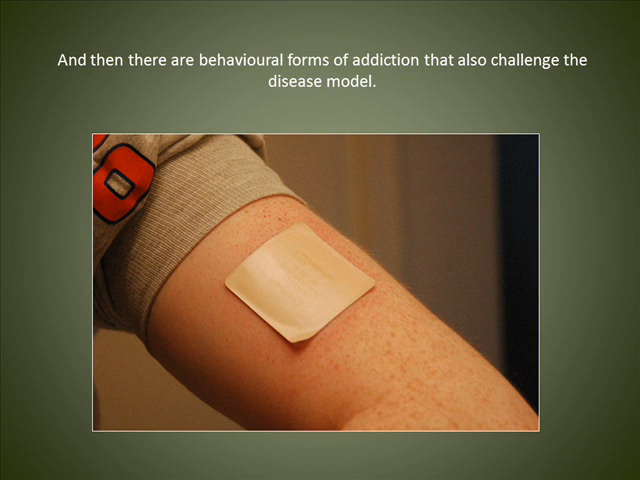 And then there are behavioural forms of addiction that also challenge the
disease model.